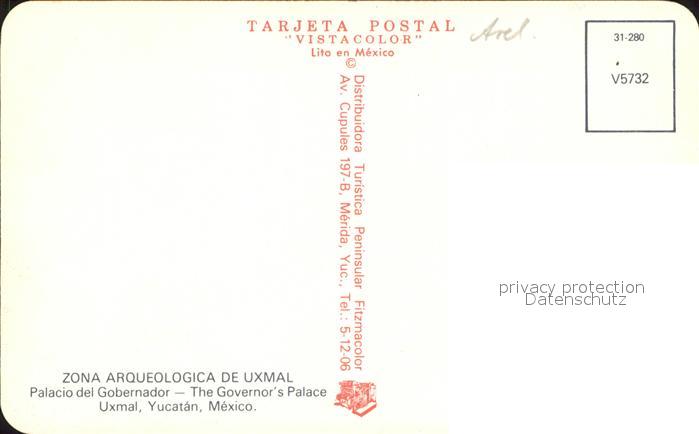 TARJETA POSTAL
"VISTACOLOR"
Lito en México
©
Distribuidora Turística Peninsular Fitzmacolor
Av. Cupules 197-B, Mérida, Yuc., Tel.: 5-12-06
31-280
V5732
privacy protection
Datenschutz
ZONA ARQUEOLOGICA DE UXMAL
Palacio del Gobernador — The Governor's Palace
Uxmal, Yucatán, México.